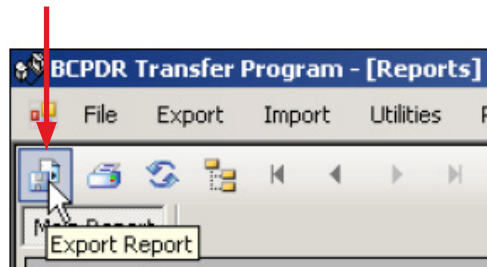 BCPDR Transfer Program - [Reports]
File Export Import Utilities
Export Report